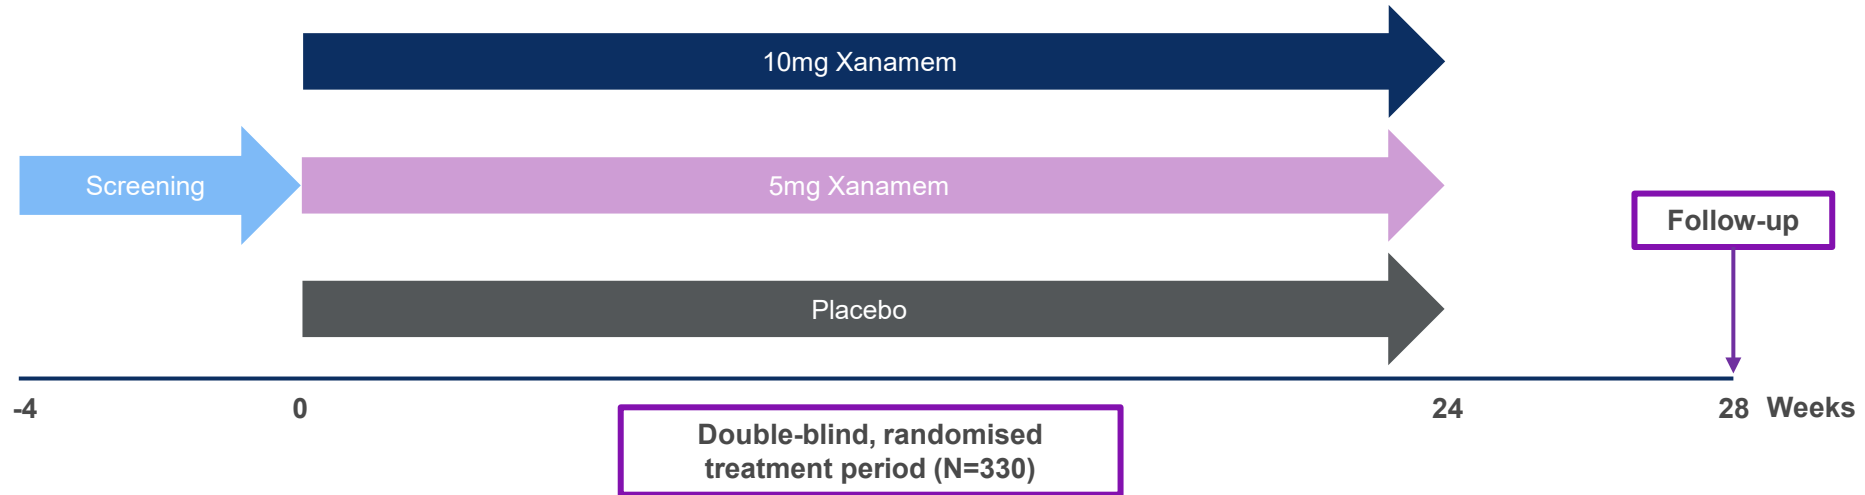 10mg Xanamem
Screening
5mg Xanamem
Follow-up
Placebo
-4
0
24
28 Weeks
Double-blind, randomised
treatment period (N=330)